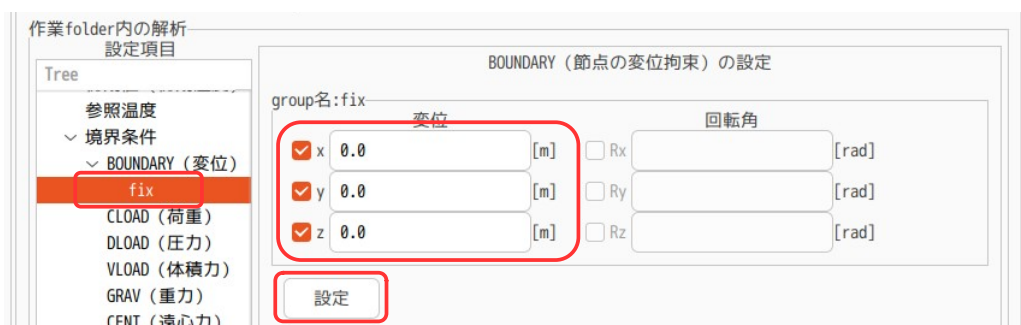 作業folder内の解析
設定項目
Tree
参照温度
境界条件
BOUNDARY（変位）
fix
CLOAD（荷重）
DLOAD（圧力）
VLOAD（体積力）
GRAV（重力）
CENT（遠心力）
BOUNDARY（節点の変位拘束）の設定
group名:fix
変位 回転角
x 0.0 [m] Rx [rad]
y 0.0 [m] Ry [rad]
z 0.0 [m] Rz [rad]
設定